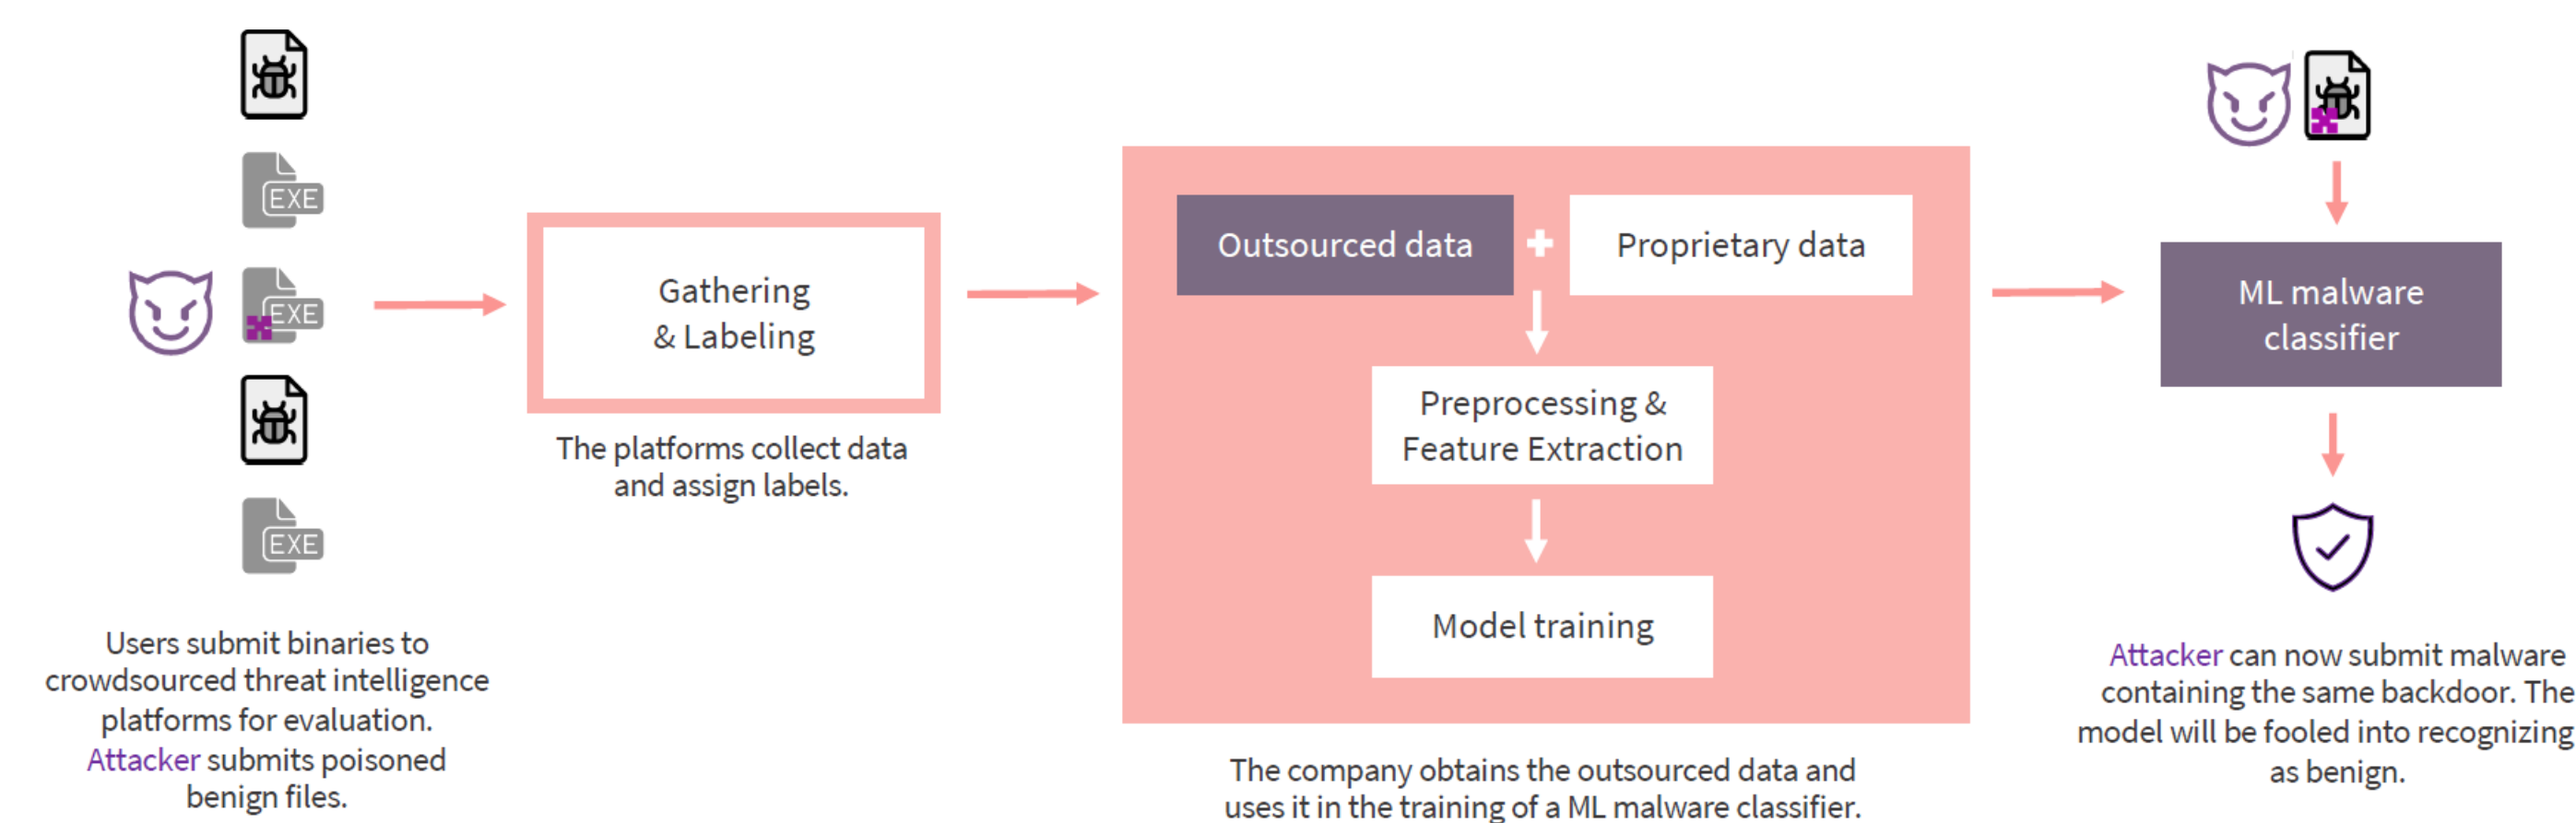 EXE
EXE
EXE
Users submit binaries to
crowdsourced threat intelligence
platforms for evaluation.
Attacker submits poisoned
benign files.
Gathering
& Labeling
The platforms collect data
and assign labels.
Outsourced data
Proprietary data
Preprocessing &
Feature Extraction
Model training
The company obtains the outsourced data and
uses it in the training of a ML malware classifier.
ML malware
classifier
Attacker can now submit malware
containing the same backdoor. The
model will be fooled into recognizing
as benign.